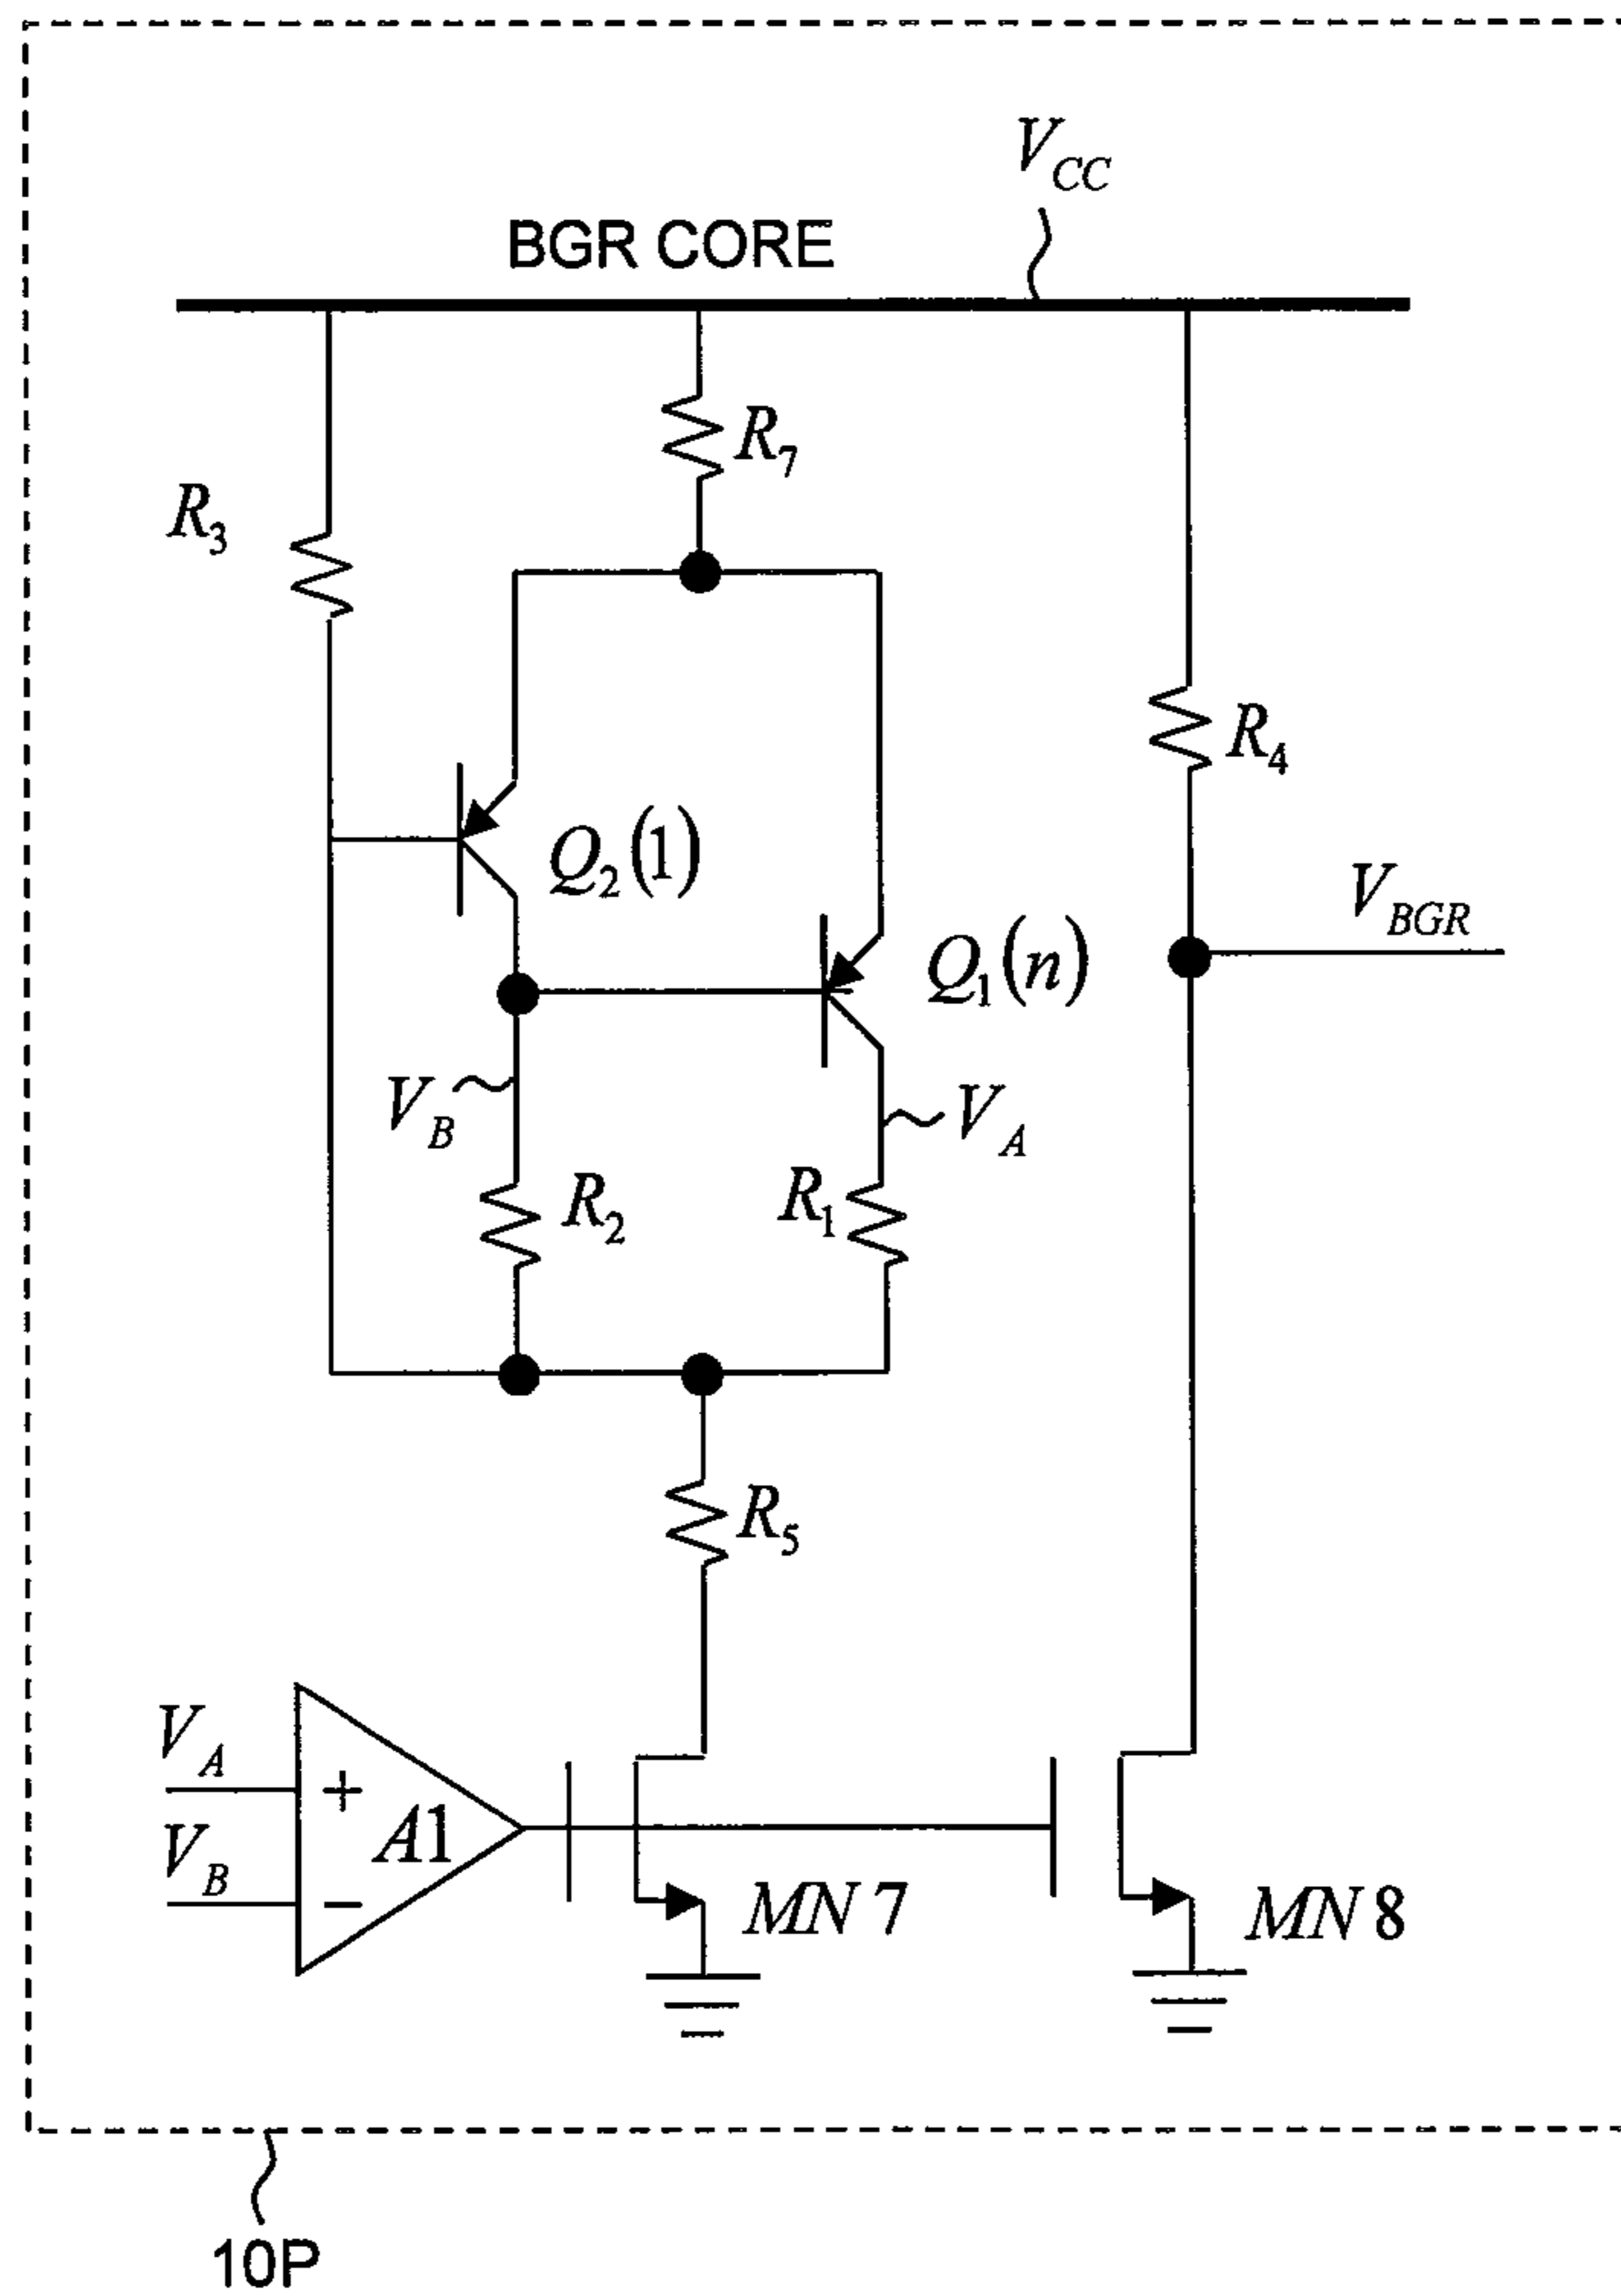 V_CC
BGR CORE
R_7
R_3
R_4
Q_2(1)
V_BGR
Q_1(n)
V_B
V_A
R_2
R_1
R_5
V_A
+
A1
V_B
−
MN 7
MN 8
10P